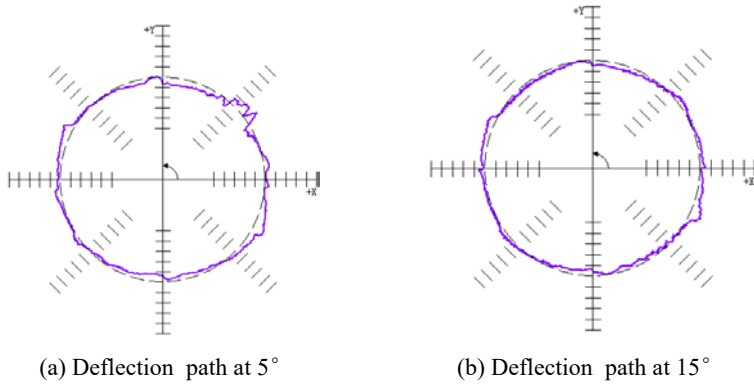 +Y
+X
(a) Deflection path at 5°
+Y
+X
(b) Deflection path at 15°